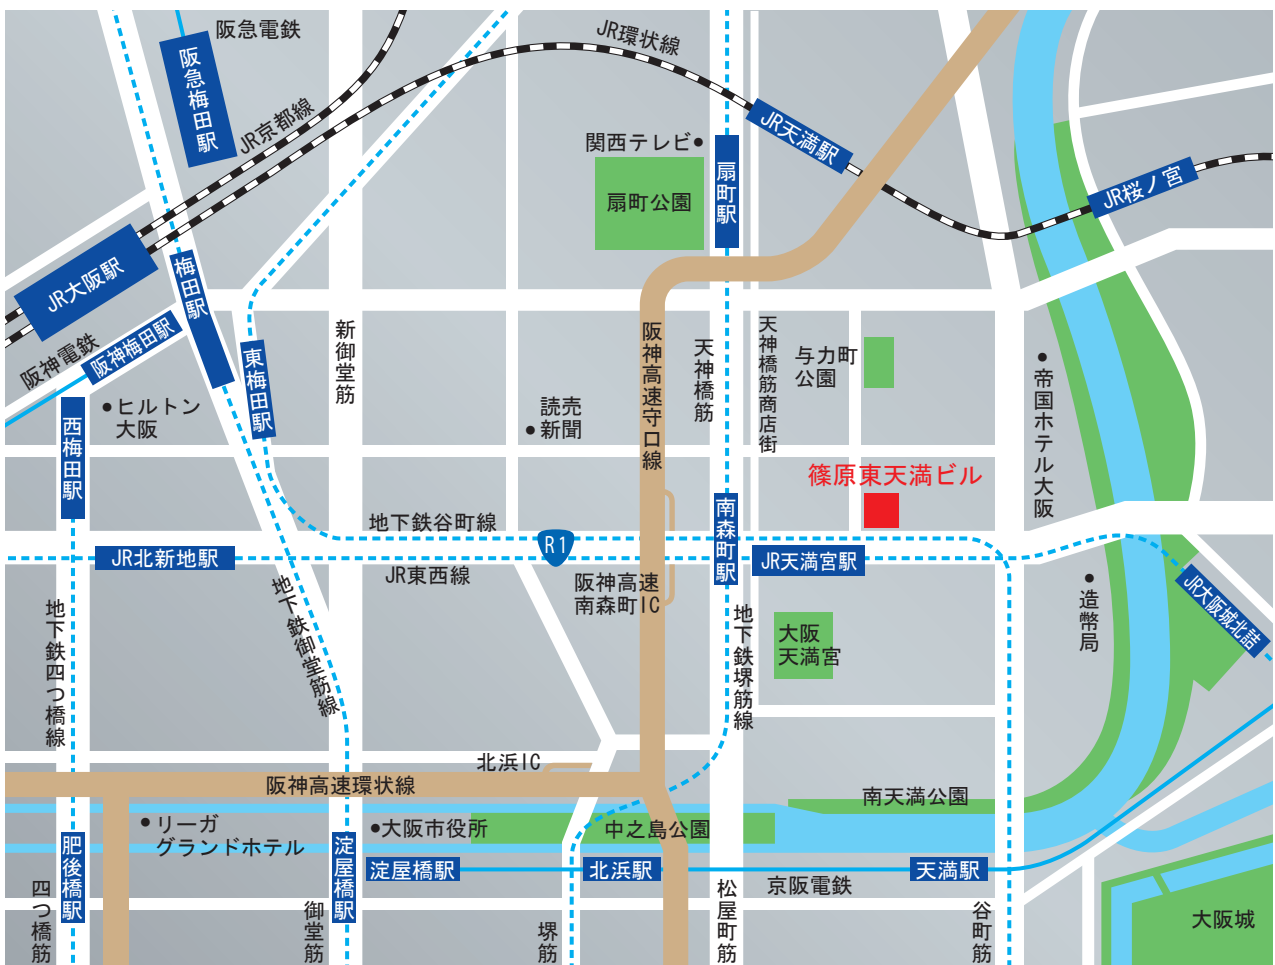 阪急電鉄
JR環状線
阪急梅田駅
JR京都線
関西テレビ
扇町公園
扇町駅
JR天満駅
JR桜ノ宮
JR大阪駅
梅田駅
阪神電鉄
阪神梅田駅
東梅田駅
新御堂筋
阪神高速守口線
天神橋筋
天神橋筋商店街
与力町
公園
帝国ホテル大阪
ヒルトン
大阪
西梅田駅
読売
新聞
篠原東天満ビル
地下鉄谷町線
R1
南森町駅
JR北新地駅
JR東西線
JR天満宮駅
阪神高速
南森町IC
地下鉄四つ橋線
地下鉄御堂筋線
地下鉄堺筋線
大阪
天満宮
造幣局
JR大阪城北詰
北浜IC
阪神高速環状線
南天満公園
リーガ
グランドホテル
大阪市役所
中之島公園
肥後橋駅
淀屋橋駅
淀屋橋駅
北浜駅
天満駅
京阪電鉄
四つ橋筋
御堂筋
堺筋
松屋町筋
谷町筋
大阪城